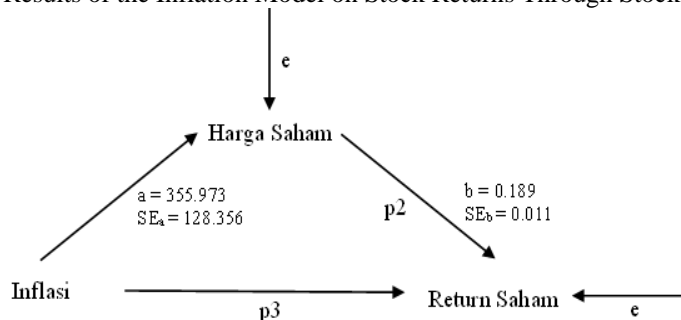 Results of the Inflation Model on Stock Returns Through Stock
e
Harga Saham
a = 355.973
SEa = 128.356
b = 0.189
SEb = 0.011
p2
Inflasi
p3
Return Saham
e